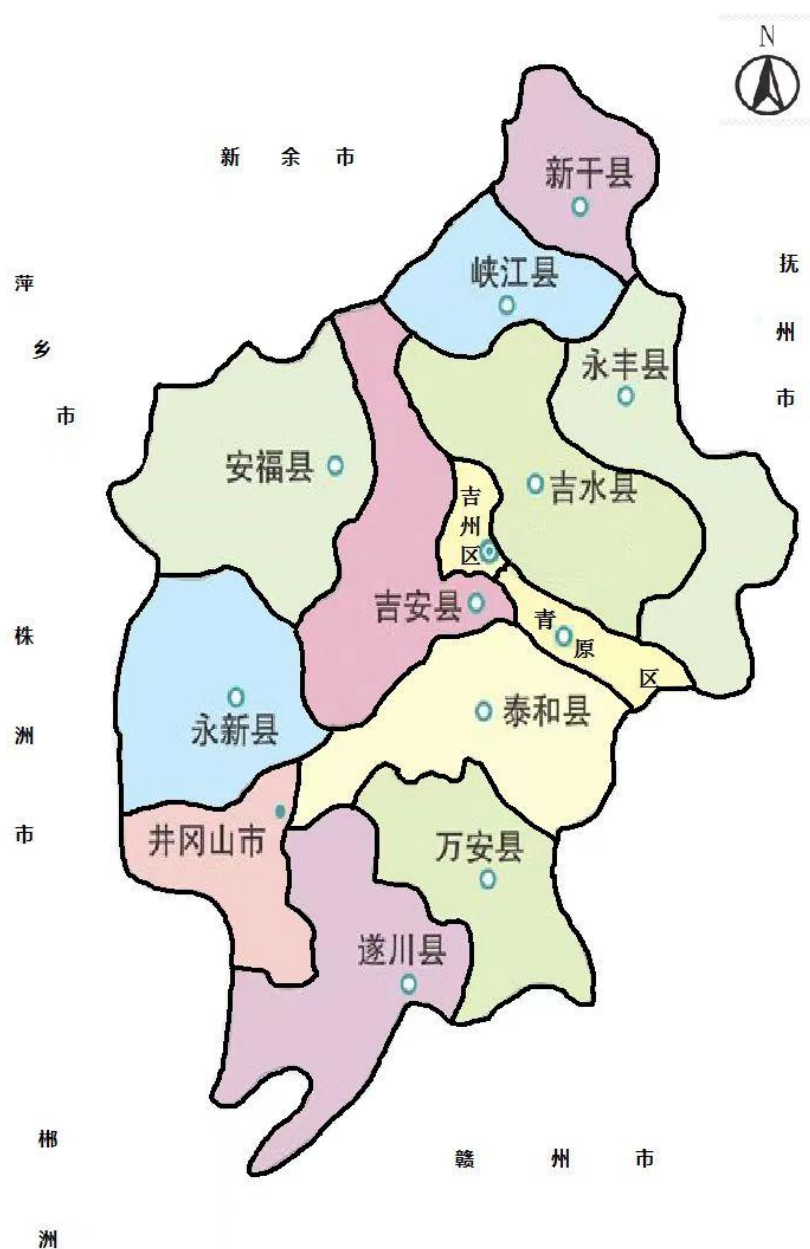 N
新余市
新干县
抚州市
峡江县
萍乡市
永丰县
安福县
吉水县
吉州区
吉安县
青原区
株洲市
永新县
泰和县
井冈山市
万安县
遂川县
郴洲
赣州市